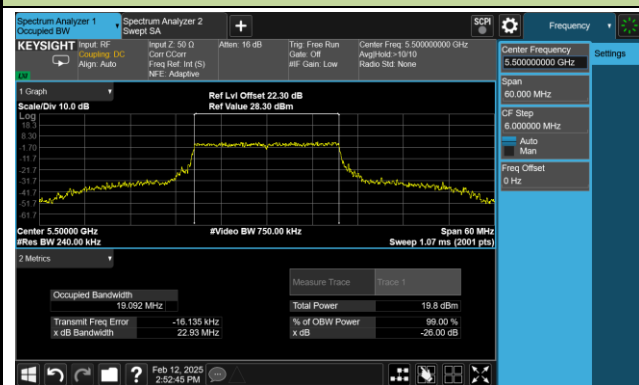 Spectrum Analyzer 1
Occupied BW
Spectrum Analyzer 2
Swept SA
SCPI
Frequency
KEYSIGHT
Input: RF
Coupling: DC
Align: Auto
Input Z: 50 Ω
Corr CCorr
Freq Ref: Int (S)
NFE: Adaptive
Atten: 16 dB
Trig: Free Run
Gate: Off
#IF Gain: Low
Center Freq: 5.500000000 GHz
Avg|Hold:>10/10
Radio Std: None
Center Frequency
5.500000000 GHz
Settings
Span
60.000 MHz
CF Step
6.000000 MHz
Auto
Man
Freq Offset
0 Hz
1 Graph
Scale/Div 10.0 dB
Ref Lvl Offset 22.30 dB
Ref Value 28.30 dBm
Log
18.3
8.30
-1.70
-11.7
-21.7
-31.7
-41.7
-51.7
-61.7
Center 5.50000 GHz
#Res BW 240.00 kHz
#Video BW 750.00 kHz
Span 60 MHz
Sweep 1.07 ms (2001 pts)
2 Metrics
Measure Trace
Trace 1
Occupied Bandwidth
19.092 MHz
Total Power
19.8 dBm
Transmit Freq Error
-16.135 kHz
% of OBW Power
99.00 %
x dB Bandwidth
22.93 MHz
x dB
-26.00 dB
Feb 12, 2025
2:52:45 PM